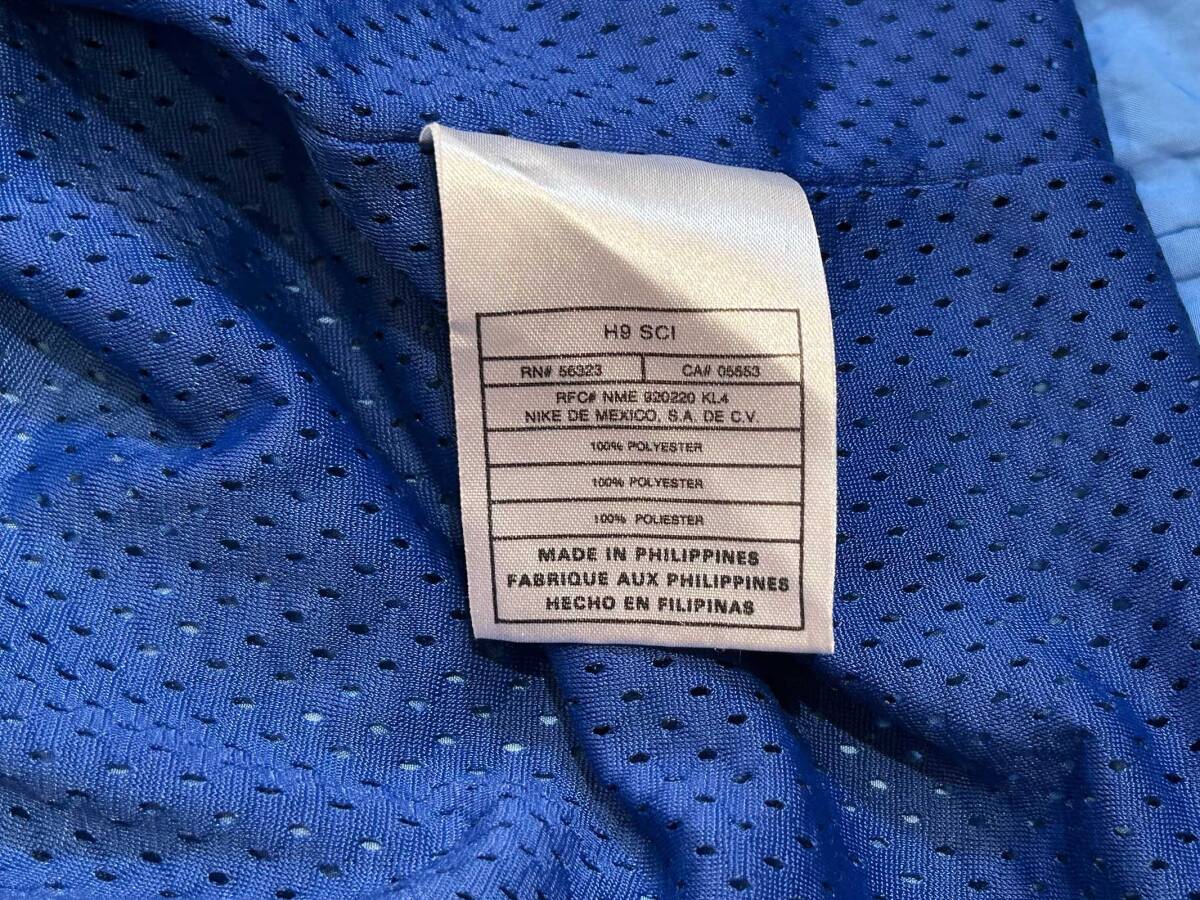 H9 SCI
RN# 56323 CA# 05553
RFC# NME 920220 KL4
NIKE DE MEXICO, S.A. DE C.V.
100% POLYESTER
100% POLYESTER
100% POLIESTER
MADE IN PHILIPPINES
FABRIQUE AUX PHILIPPINES
HECHO EN FILIPINAS